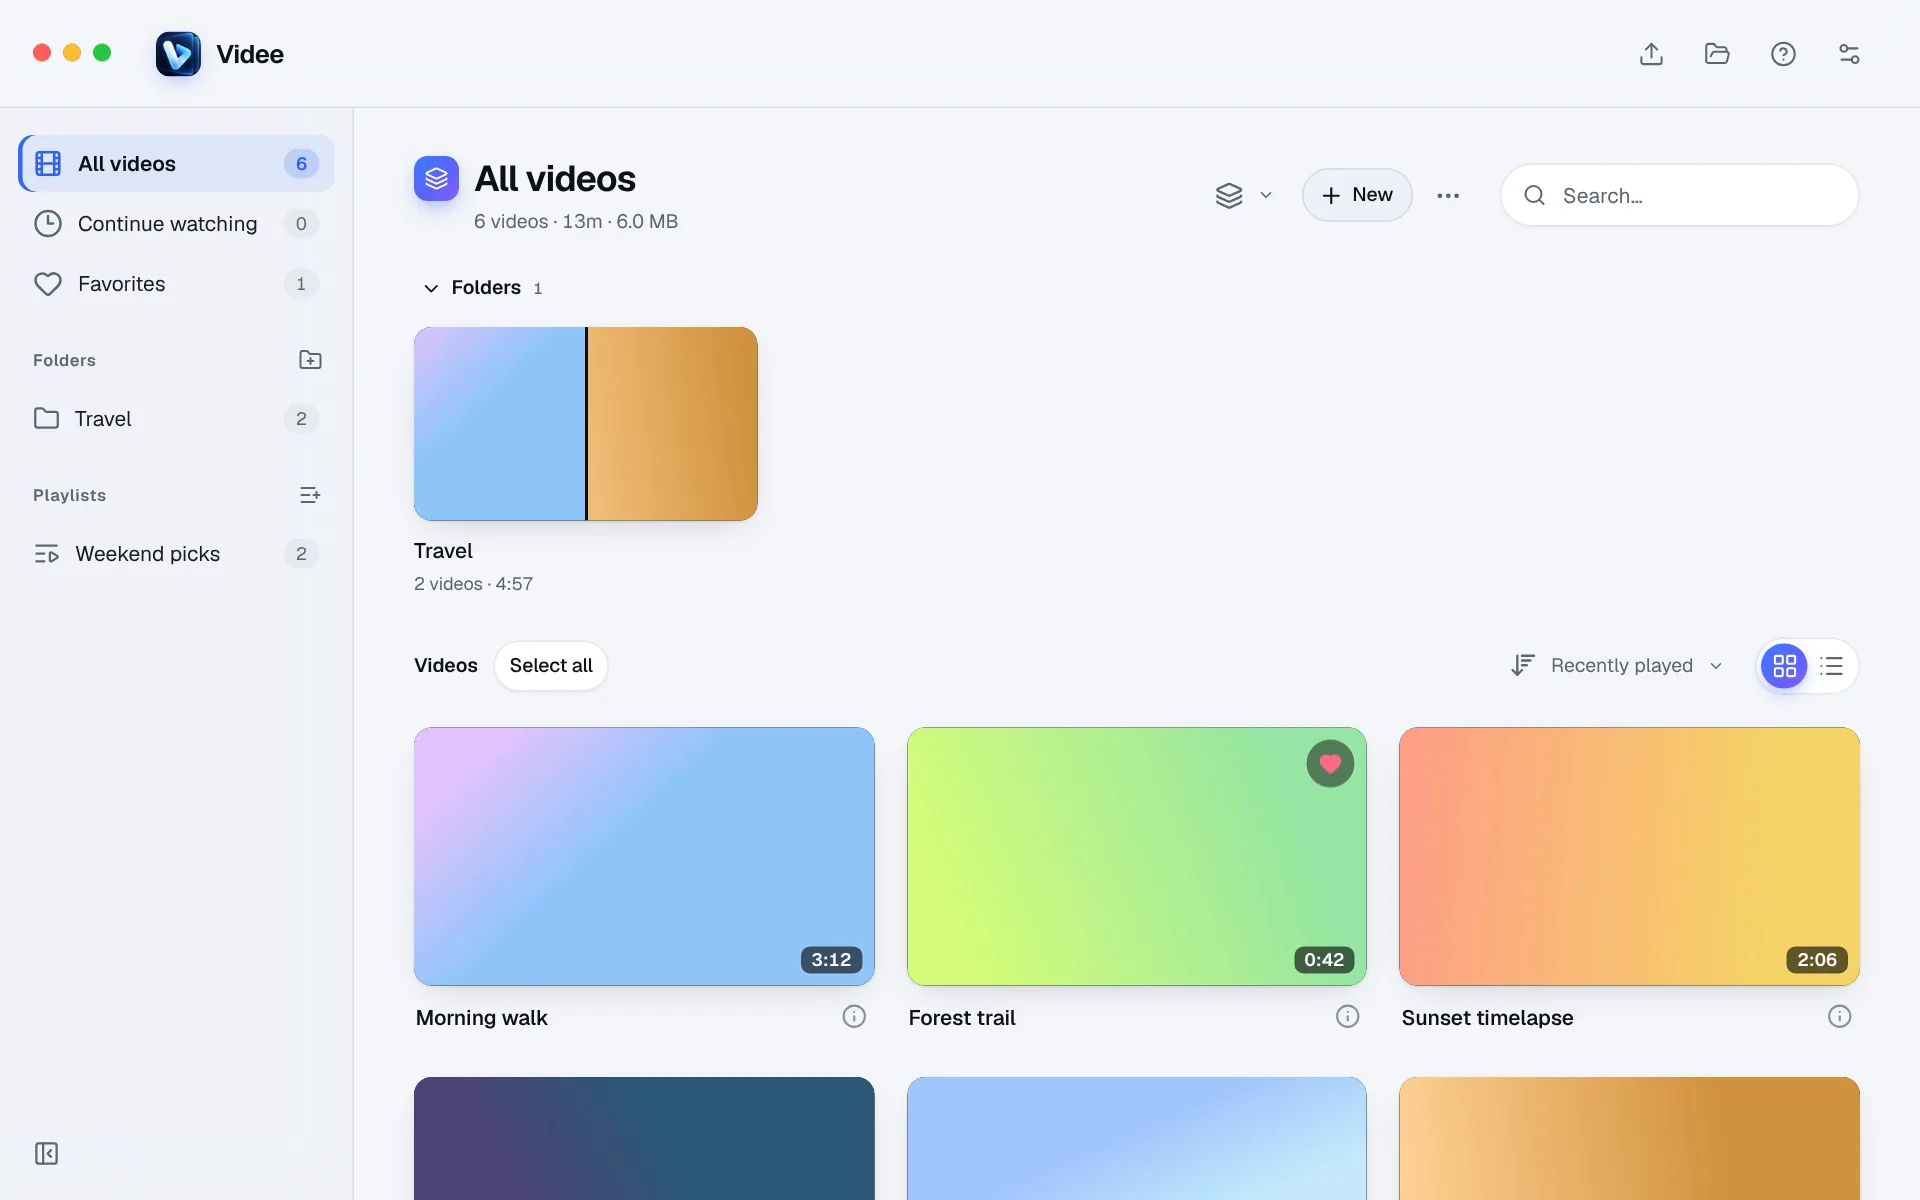 Videe
All videos 6
Continue watching 0
Favorites 1
Folders
Travel 2
Playlists
Weekend picks 2
All videos
6 videos · 13m · 6.0 MB
New
Search...
Folders 1
Travel
2 videos · 4:57
Videos
Select all
Recently played
3:12
0:42
2:06
Morning walk
Forest trail
Sunset timelapse